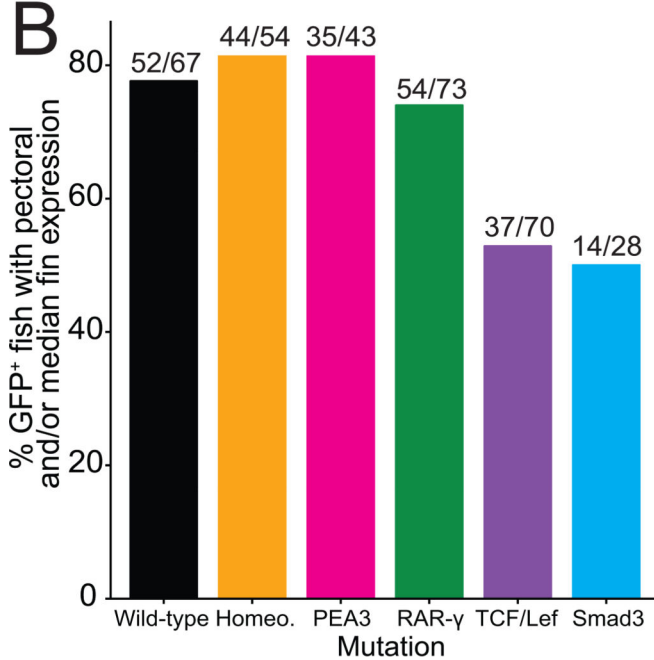 B
% GFP⁺ fish with pectoral
and/or median fin expression
80
60
40
20
0
52/67 44/54 35/43 54/73 37/70 14/28
Wild-type Homeo. PEA3 RAR-γ TCF/Lef Smad3
Mutation